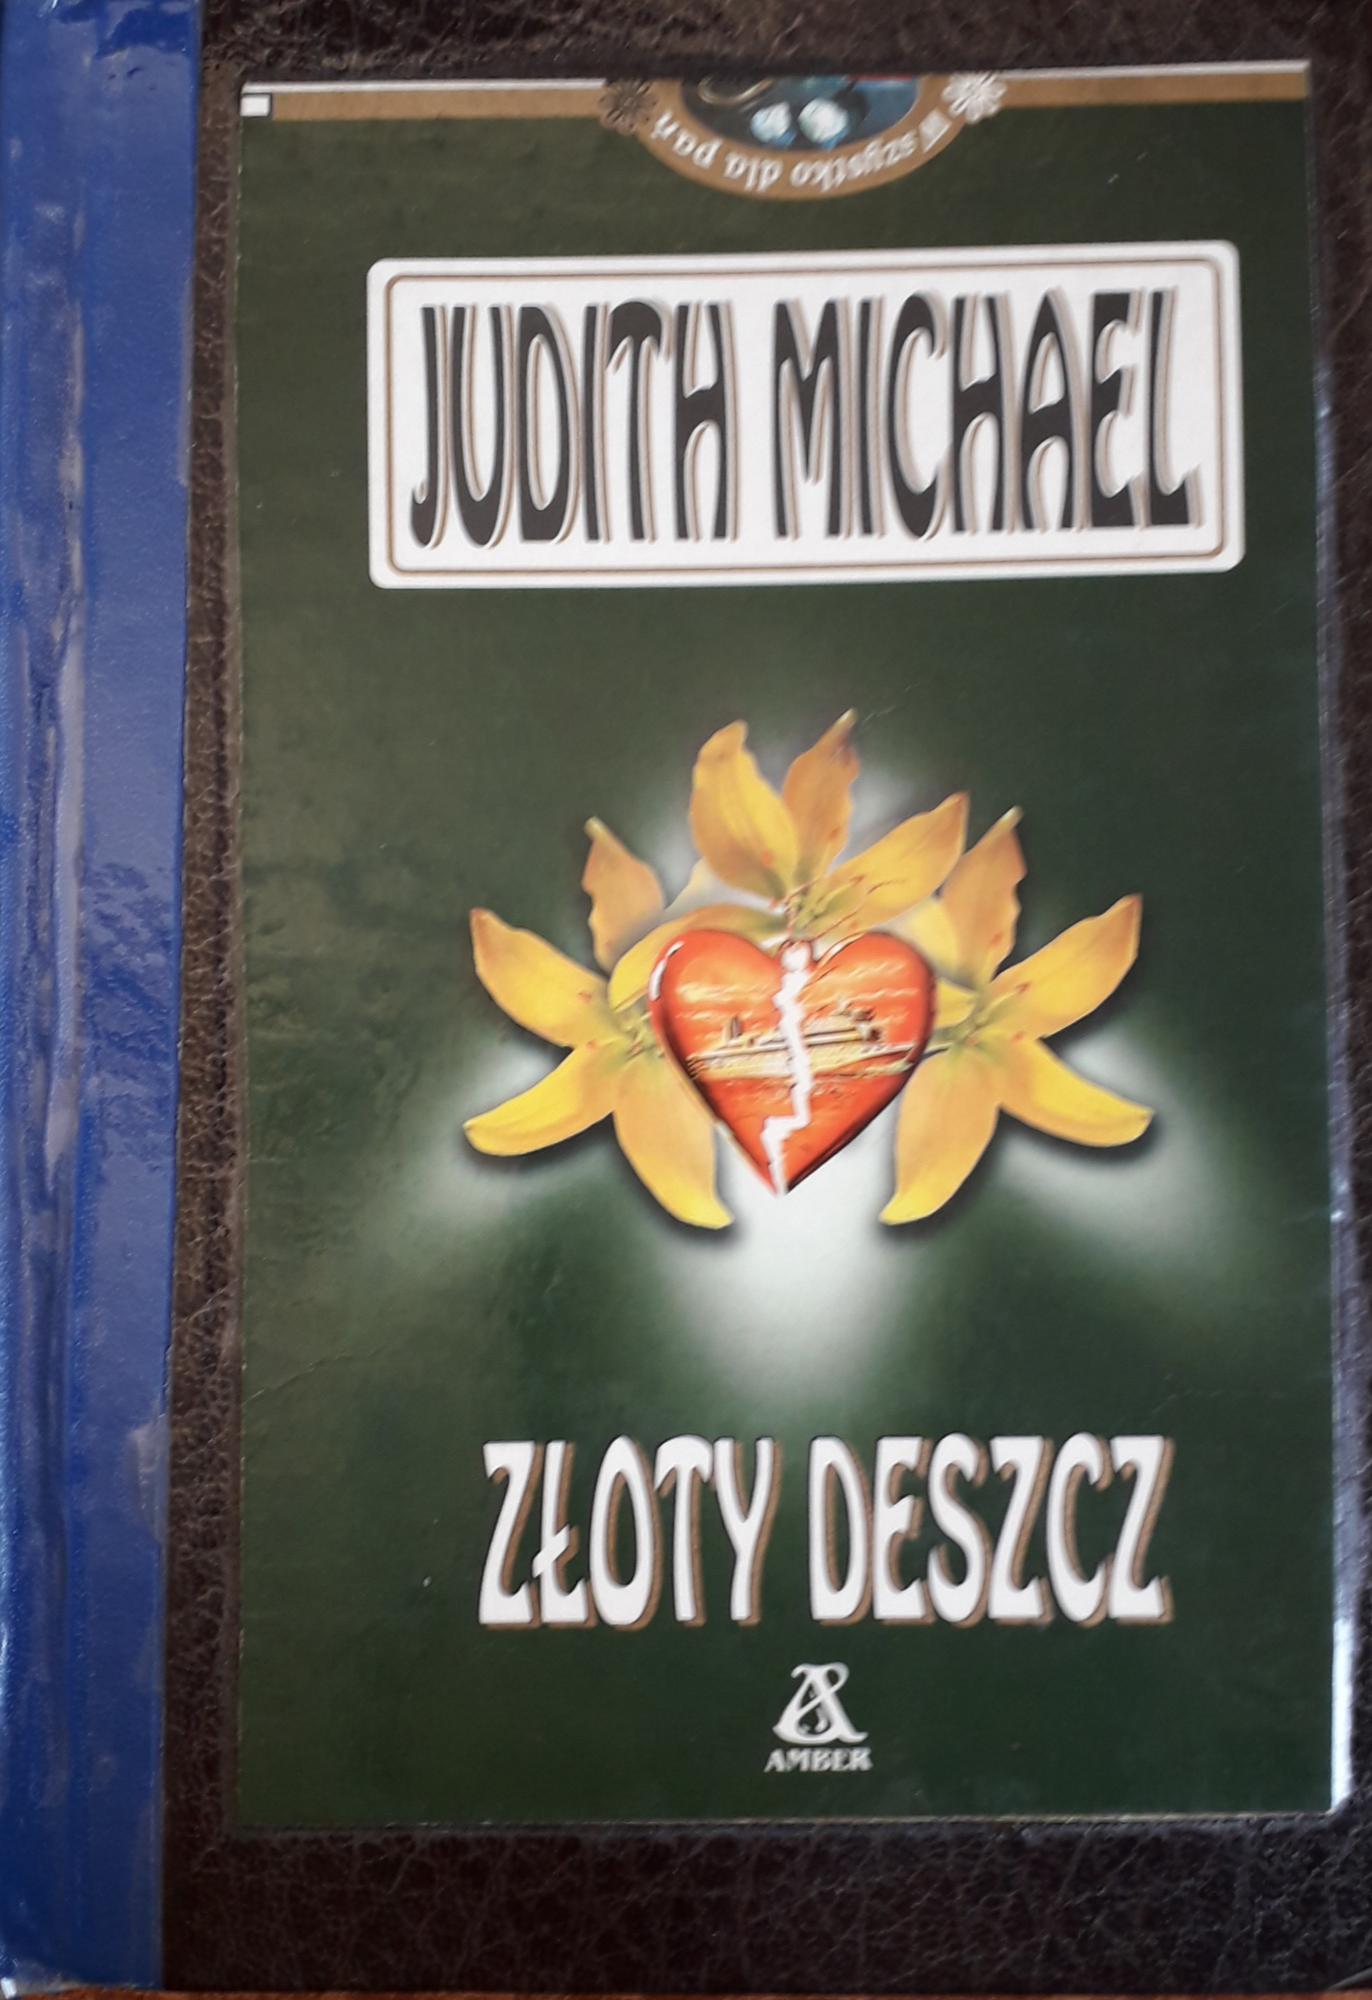 Wszystko dla pań
JUDITH MICHAEL
ZŁOTY DESZCZ
AMBER